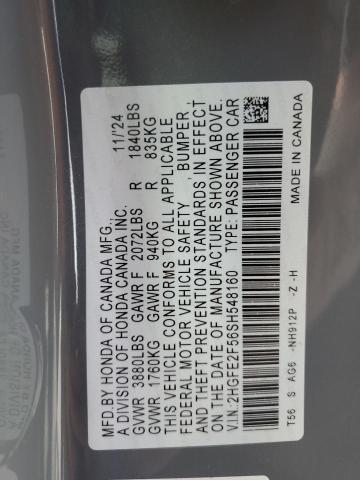 MFD.BY HONDA OF CANADA MFG., 11/'24
A DIVISION OF HONDA CANADA INC.
GVWR 3880LBS GAWR F 2072LBS R 1840LBS
GVWR 1760KG GAWR F 940KG R 835KG
THIS VEHICLE CONFORMS TO ALL APPLICABLE
FEDERAL MOTOR VEHICLE SAFETY, BUMPER,
AND THEFT PREVENTION STANDARDS IN EFFECT
ON THE DATE OF MANUFACTURE SHOWN ABOVE.
V.I.N: 2HGFE2F56SH548160 TYPE: PASSENGER CAR
T56 S AG6 -NH912P -Z -H MADE IN CANADA